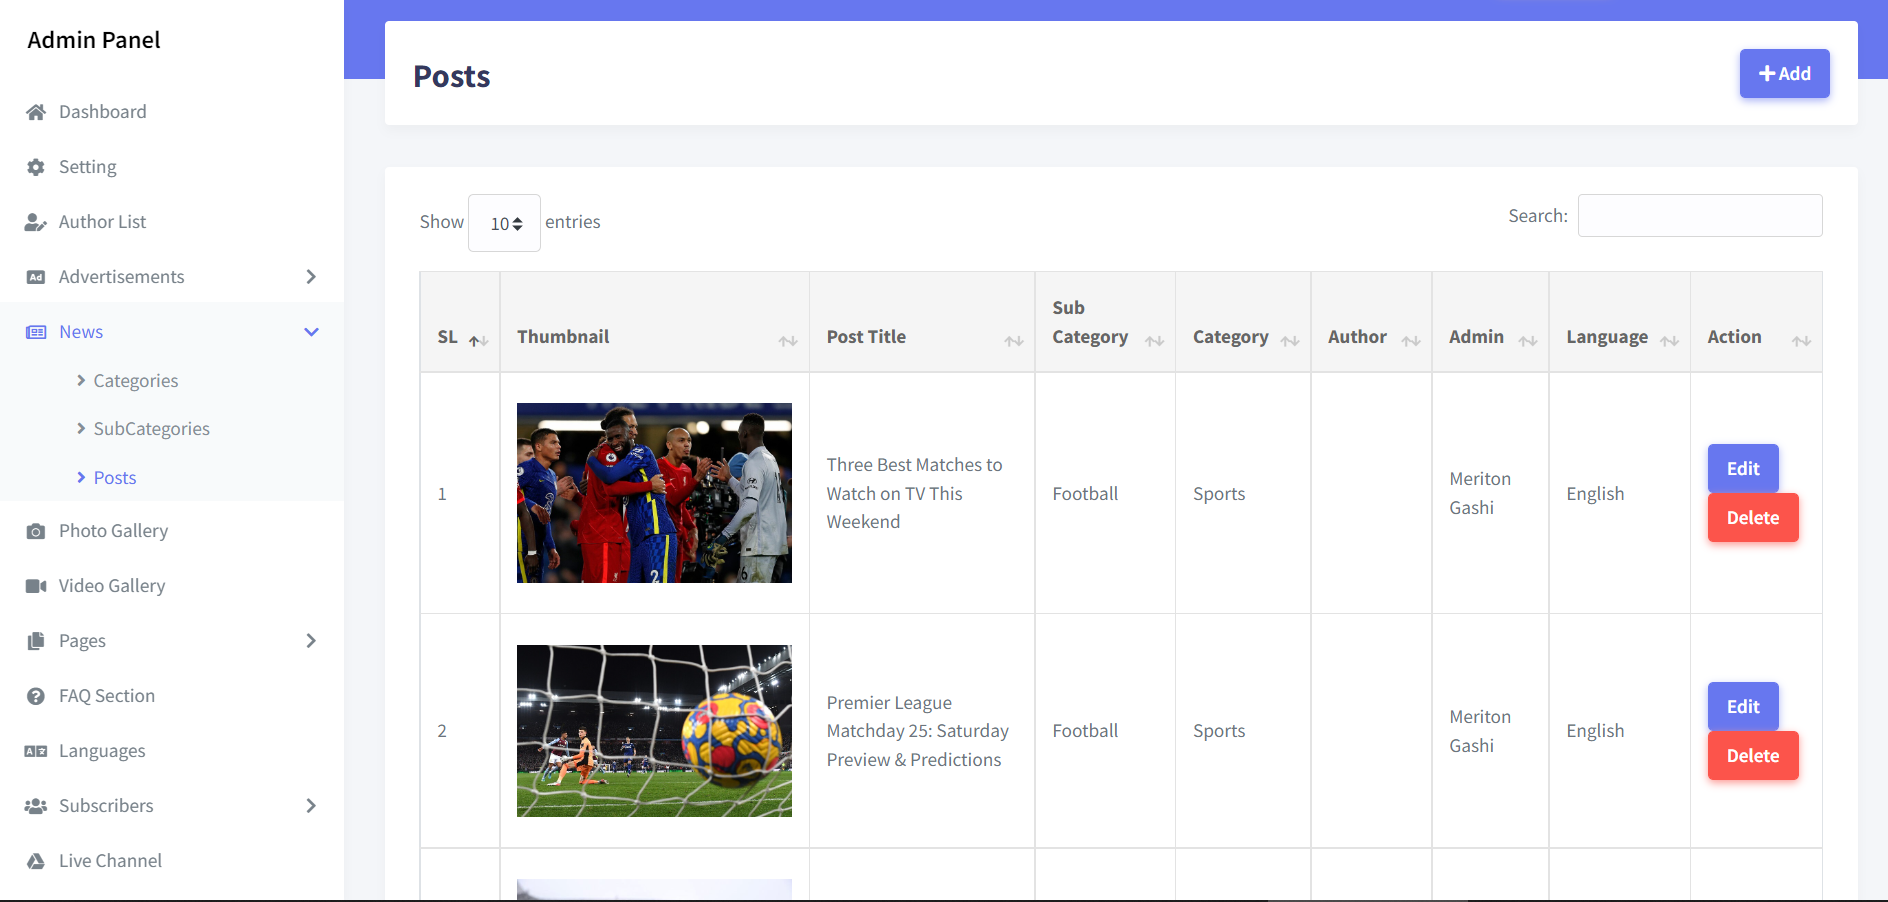 Admin Panel
Dashboard
Setting
Author List
Ad Advertisements
News
Categories
SubCategories
Posts
Photo Gallery
Video Gallery
Pages
FAQ Section
Languages
Subscribers
Live Channel
Posts
Add
Show 10 entries
Search:
SL
Thumbnail
Post Title
Sub
Category
Category
Author
Admin
Language
Action
1
Three Best Matches to
Watch on TV This
Weekend
Football
Sports
Meriton
Gashi
English
Edit
Delete
2
Premier League
Matchday 25: Saturday
Preview & Predictions
Football
Sports
Meriton
Gashi
English
Edit
Delete